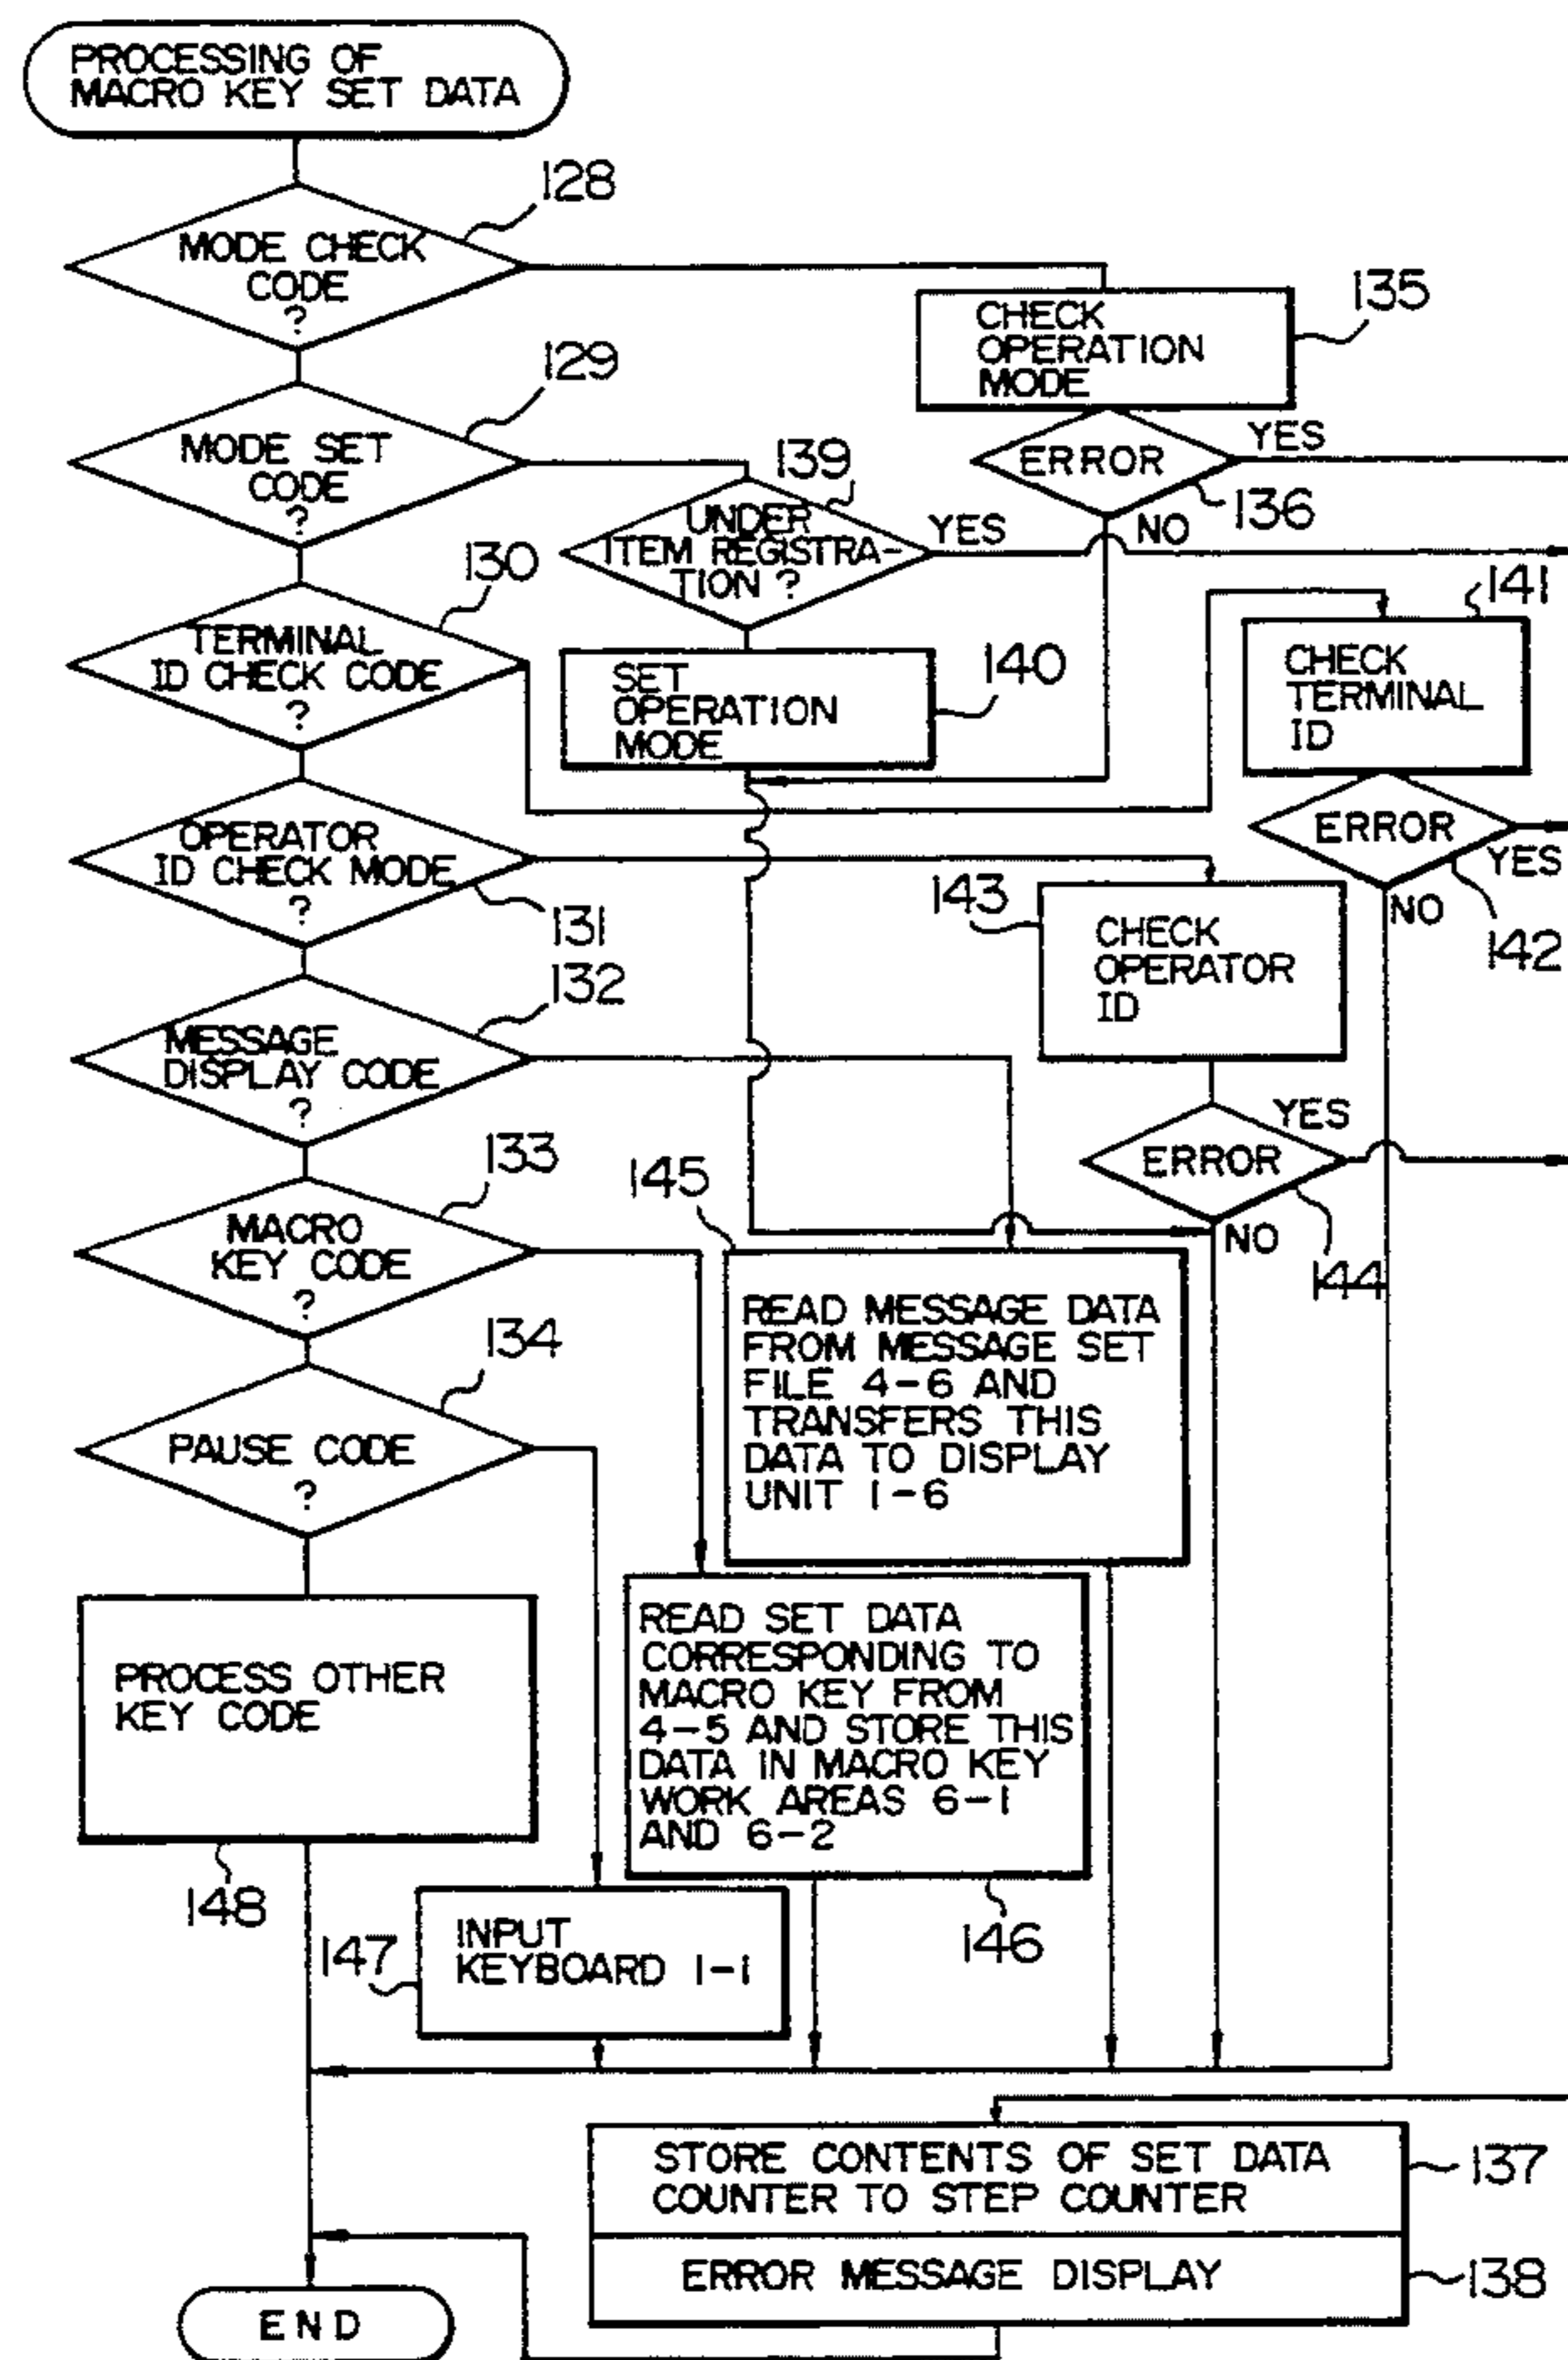 PROCESSING OF
MACRO KEY SET DATA
128
MODE CHECK
CODE
?
135
CHECK
OPERATION
MODE
129
MODE SET
CODE
?
139
UNDER
ITEM REGISTRA-
TION ?
YES
ERROR
YES
136
NO
130
TERMINAL
ID CHECK CODE
?
SET
OPERATION
MODE
140
141
CHECK
TERMINAL
ID
ERROR
YES
NO
142
OPERATOR
ID CHECK MODE
?
131
143
CHECK
OPERATOR
ID
132
MESSAGE
DISPLAY CODE
?
YES
ERROR
NO
144
133
MACRO
KEY CODE
?
145
READ MESSAGE DATA
FROM MESSAGE SET
FILE 4-6 AND
TRANSFERS THIS
DATA TO DISPLAY
UNIT 1-6
134
PAUSE CODE
?
READ SET DATA
CORRESPONDING TO
MACRO KEY FROM
4-5 AND STORE THIS
DATA IN MACRO KEY
WORK AREAS 6-1
AND 6-2
146
PROCESS OTHER
KEY CODE
148
147
INPUT
KEYBOARD 1-1
STORE CONTENTS OF SET DATA
COUNTER TO STEP COUNTER
137
ERROR MESSAGE DISPLAY
138
END